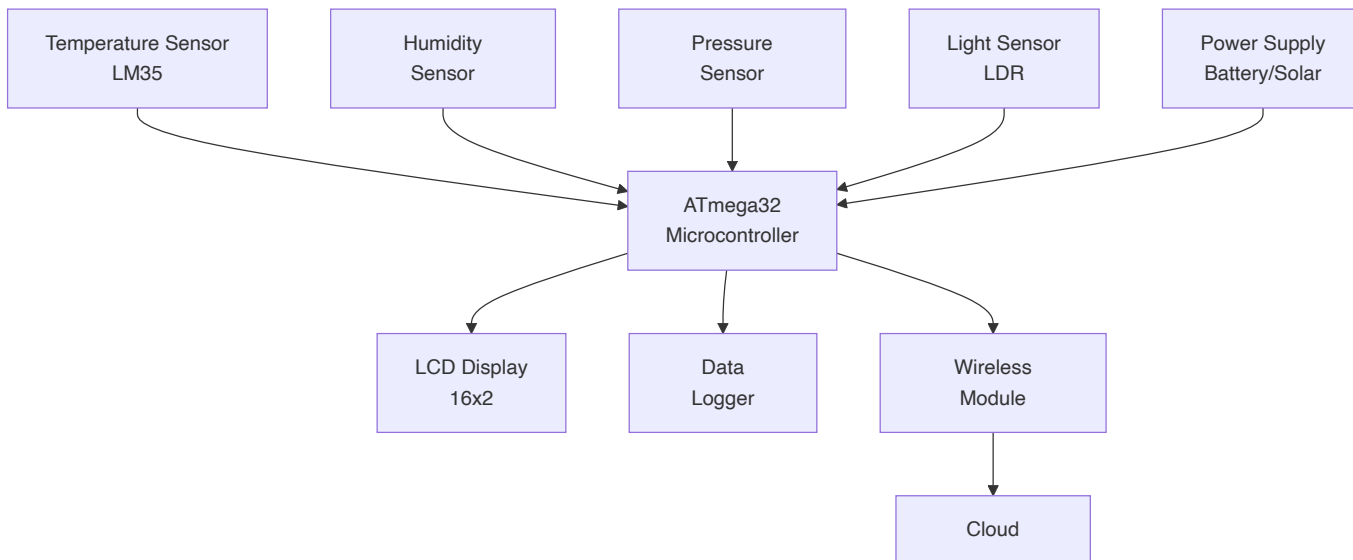 Temperature Sensor
LM35
Humidity
Sensor
Pressure
Sensor
Light Sensor
LDR
Power Supply
Battery/Solar
ATmega32
Microcontroller
LCD Display
16x2
Data
Logger
Wireless
Module
Cloud